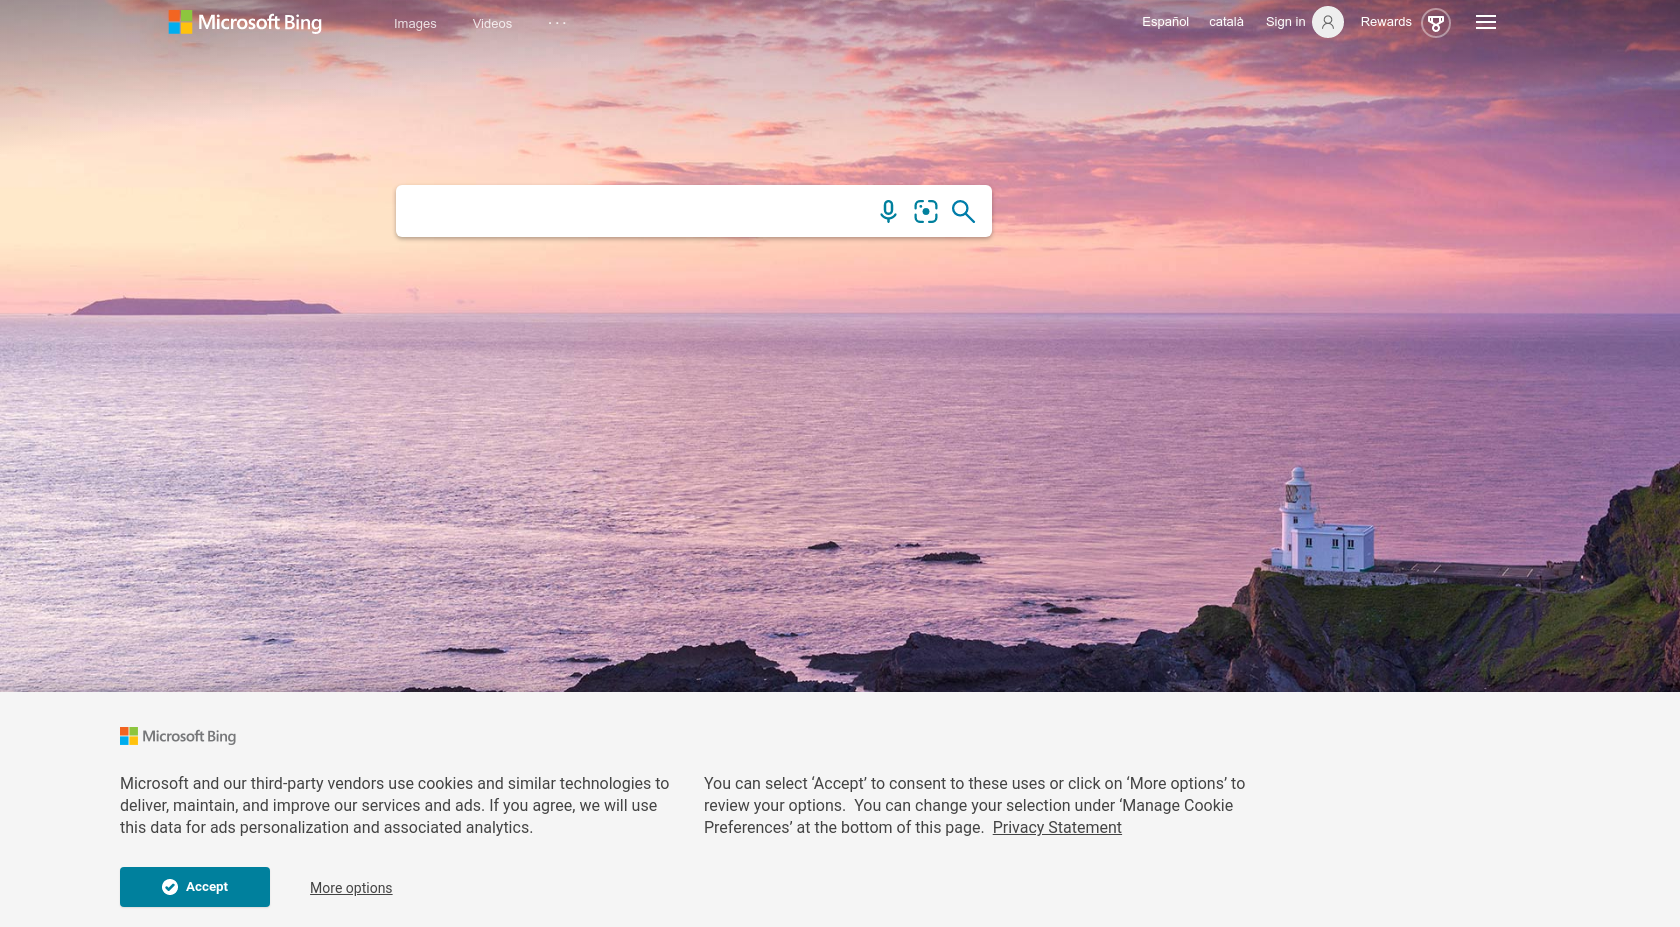 Microsoft Bing
Images
Videos
...
Español
català
Sign in
Rewards
Microsoft Bing
Microsoft and our third-party vendors use cookies and similar technologies to
deliver, maintain, and improve our services and ads. If you agree, we will use
this data for ads personalization and associated analytics.
You can select ‘Accept’ to consent to these uses or click on ‘More options’ to
review your options.  You can change your selection under ‘Manage Cookie
Preferences’ at the bottom of this page.  Privacy Statement
Accept
More options